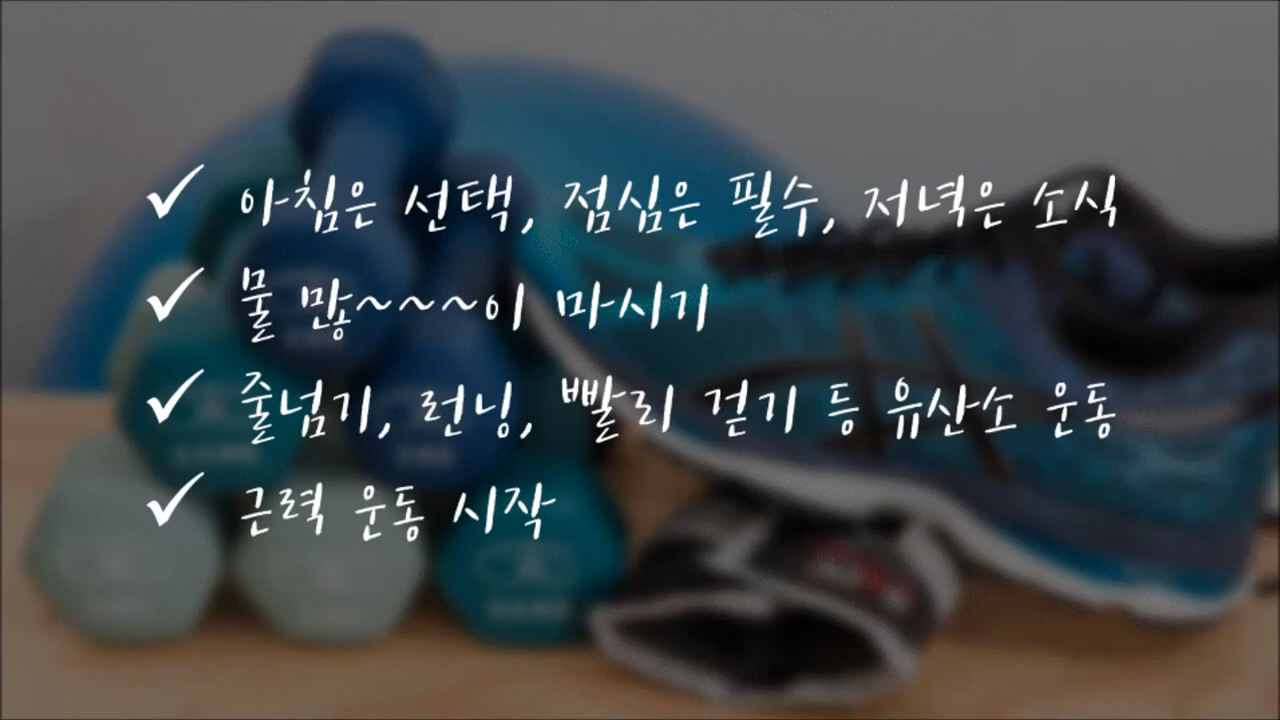 ✓ 아침은 선택, 점심은 필수, 저녁은 소식
✓ 물 많~~~이 마시기
✓ 줄넘기, 런닝, 빨리 걷기 등 유산소 운동
✓ 근력 운동 시작